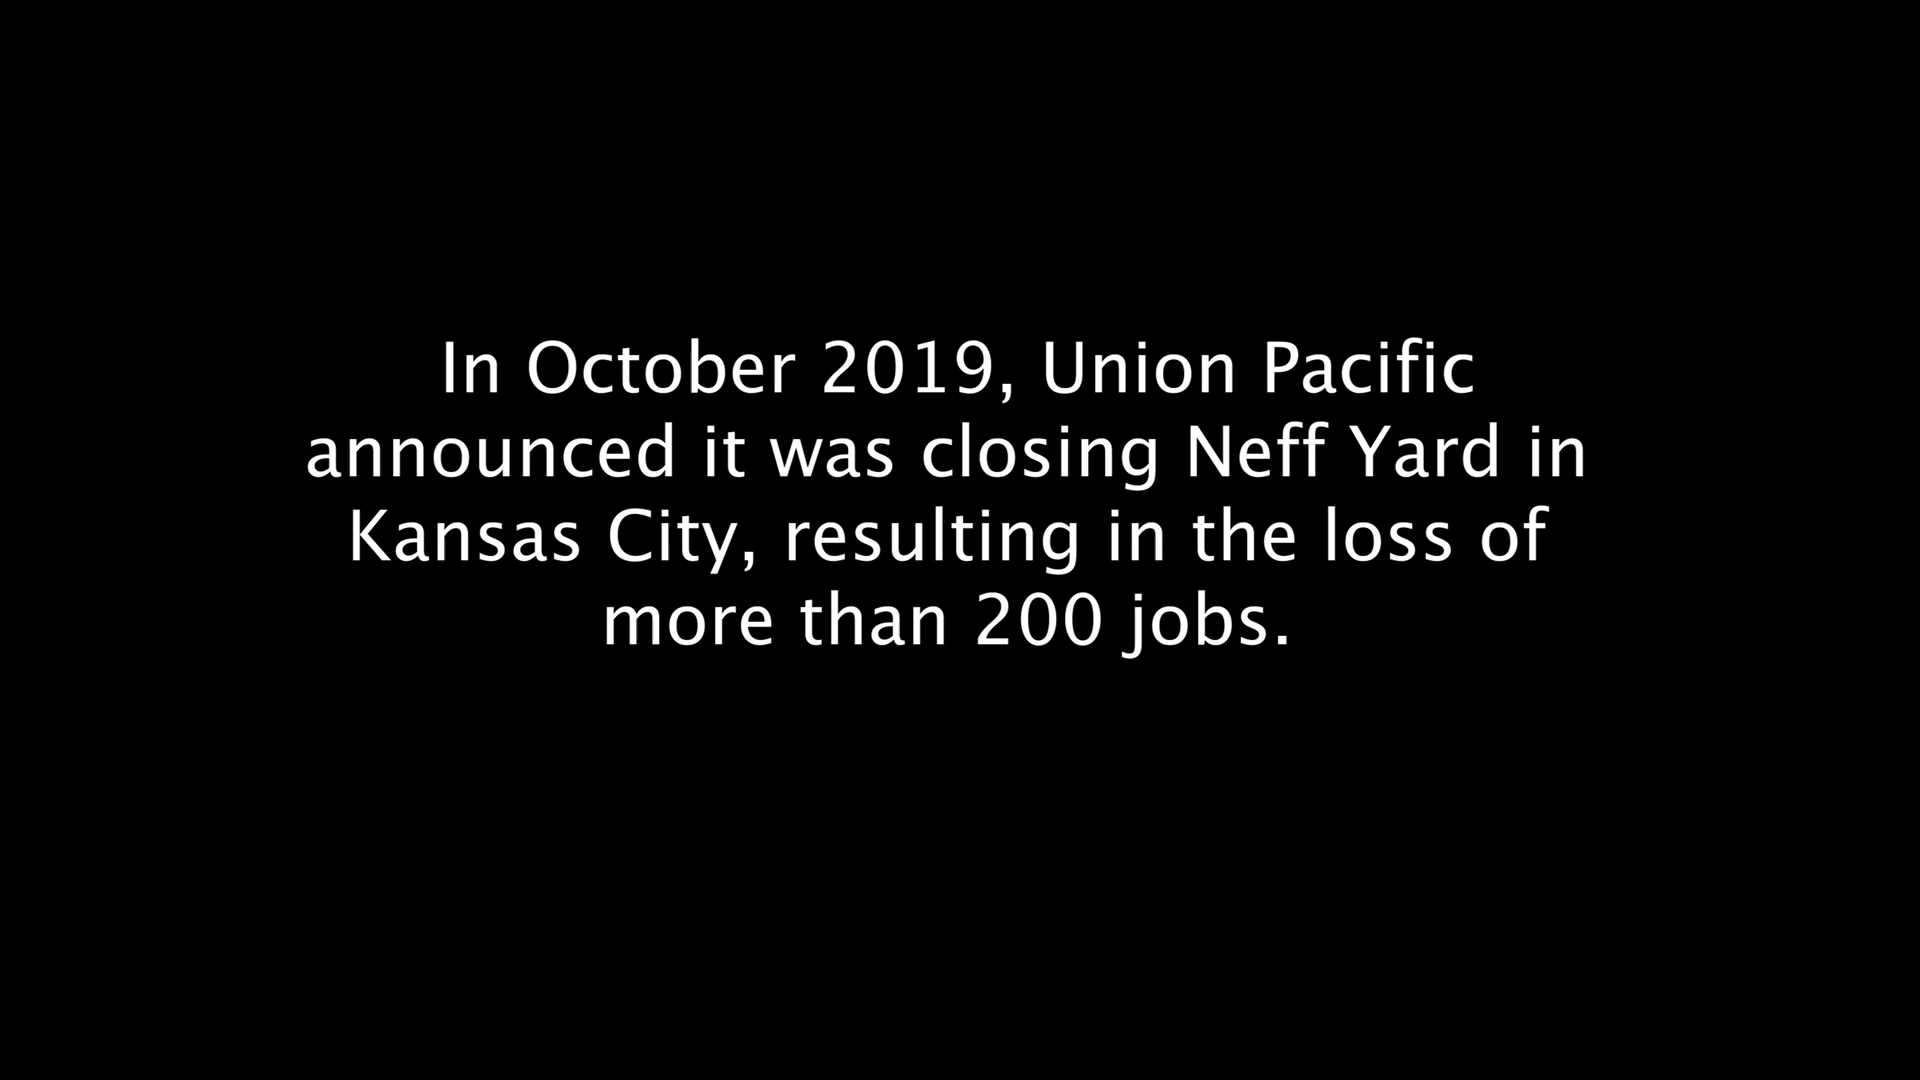 In October 2019, Union Pacific
announced it was closing Neff Yard in
Kansas City, resulting in the loss of
more than 200 jobs.